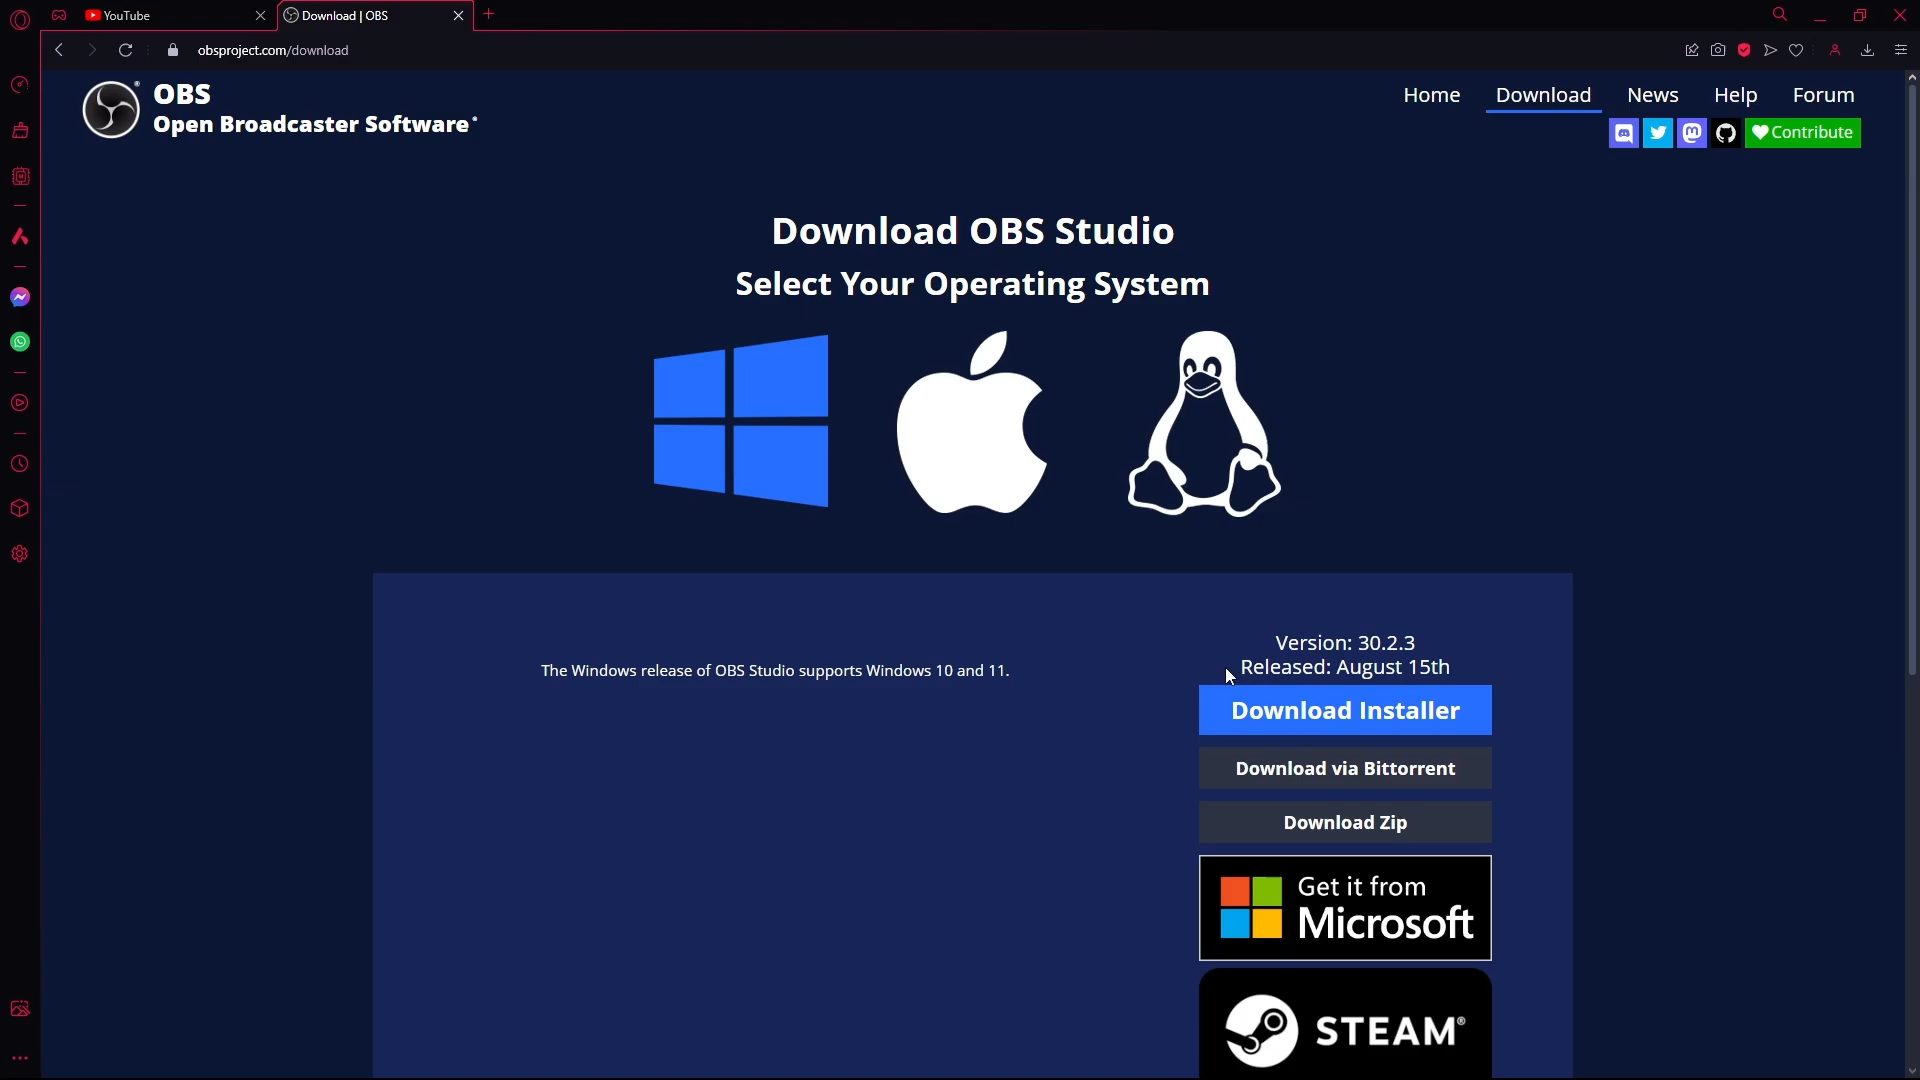 YouTube
Download | OBS
obsproject.com/download
OBS
Open Broadcaster Software
Home
Download
News
Help
Forum
Contribute
Download OBS Studio
Select Your Operating System
The Windows release of OBS Studio supports Windows 10 and 11.
Version: 30.2.3
Released: August 15th
Download Installer
Download via Bittorrent
Download Zip
Get it from
Microsoft
STEAM®